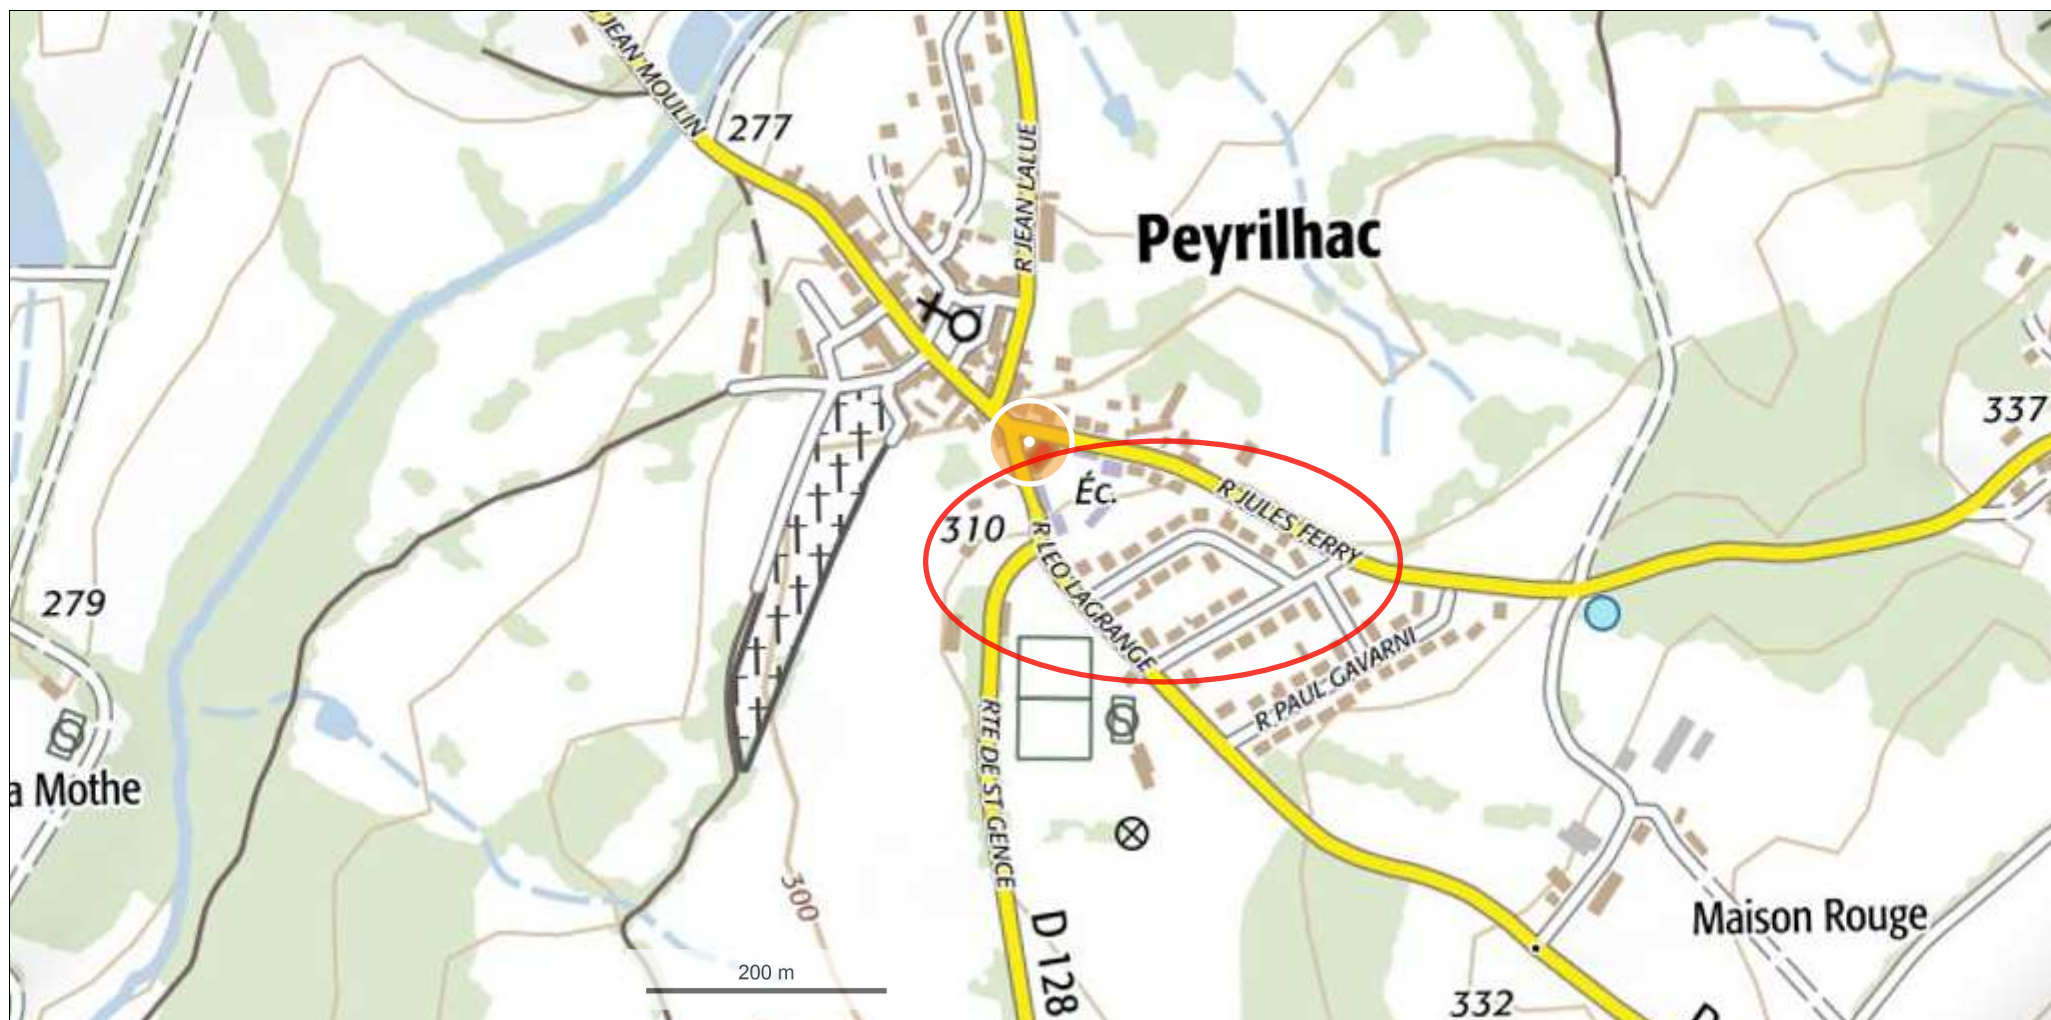 R JEAN MOULIN
277
R JEAN LALUE
Peyrilhac
337
Éc.
R JULES FERRY
310
R LEO LAGRANGE
279
R PAUL GAVARNI
RTE DE ST GENCE
a Mothe
300
Maison Rouge
D 128
200 m
332